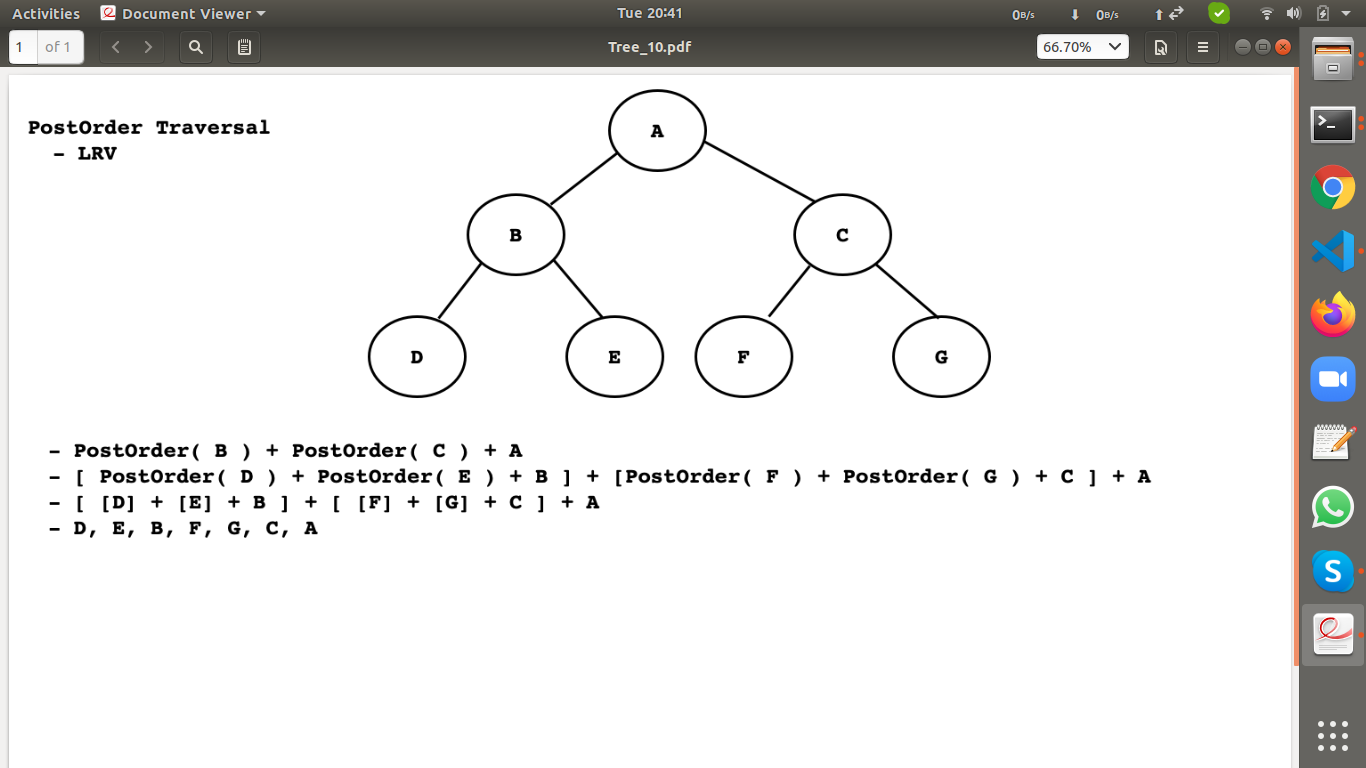 Activities Document Viewer Tue 20:41 0B/s 0B/s
1 of 1 Tree_10.pdf 66.70%
PostOrder Traversal
- LRV
A
B C
D E F G
- PostOrder( B ) + PostOrder( C ) + A
- [ PostOrder( D ) + PostOrder( E ) + B ] + [PostOrder( F ) + PostOrder( G ) + C ] + A
- [ [D] + [E] + B ] + [ [F] + [G] + C ] + A
- D, E, B, F, G, C, A